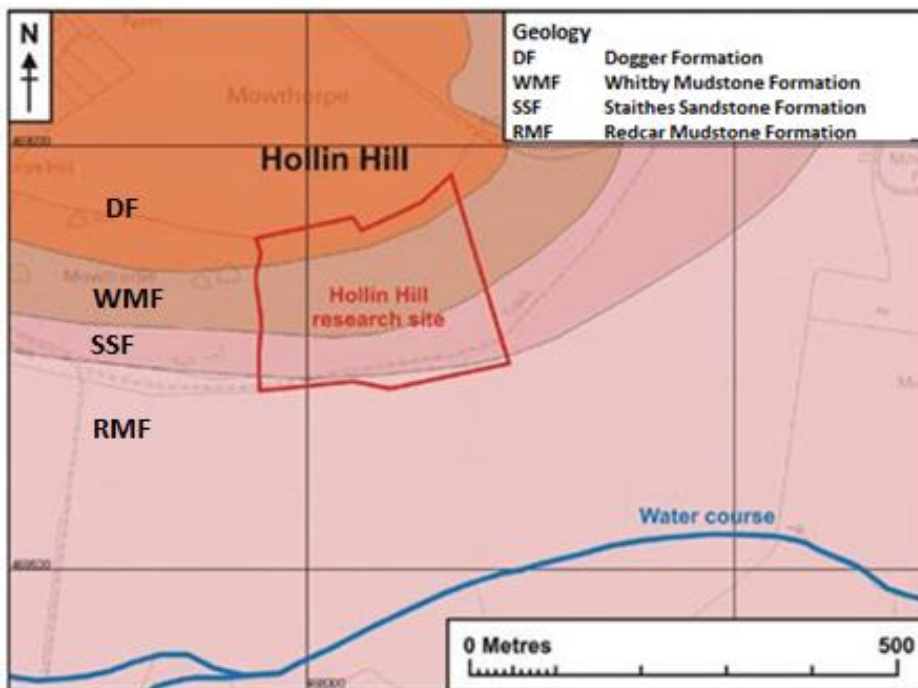 N
Geology
DF Dogger Formation
WMF Whitby Mudstone Formation
SSF Staithes Sandstone Formation
RMF Redcar Mudstone Formation
Mowthorpe
Hollin Hill
DF
WMF
SSF
RMF
Hollin Hill
research site
Water course
0 Metres 500